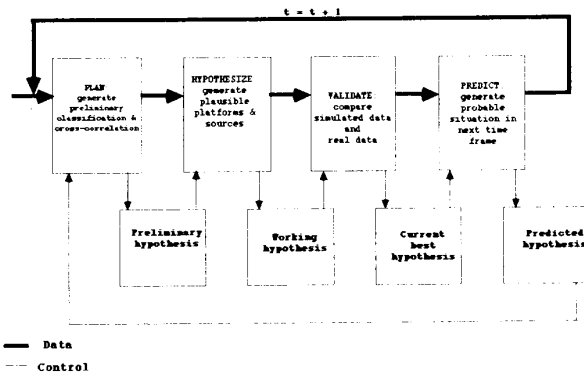 t = t + 1
PLAN
generate
preliminary
classification &
cross-correlation
HYPOTHESIZE
generate
plausible
platforms &
sources
VALIDATE
compare
simulated data
and
real data
PREDICT
generate
probable
situation in
next time
frame
Preliminary
hypothesis
Working
hypothesis
Current
best
hypothesis
Predicted
hypothesis
Data
Control